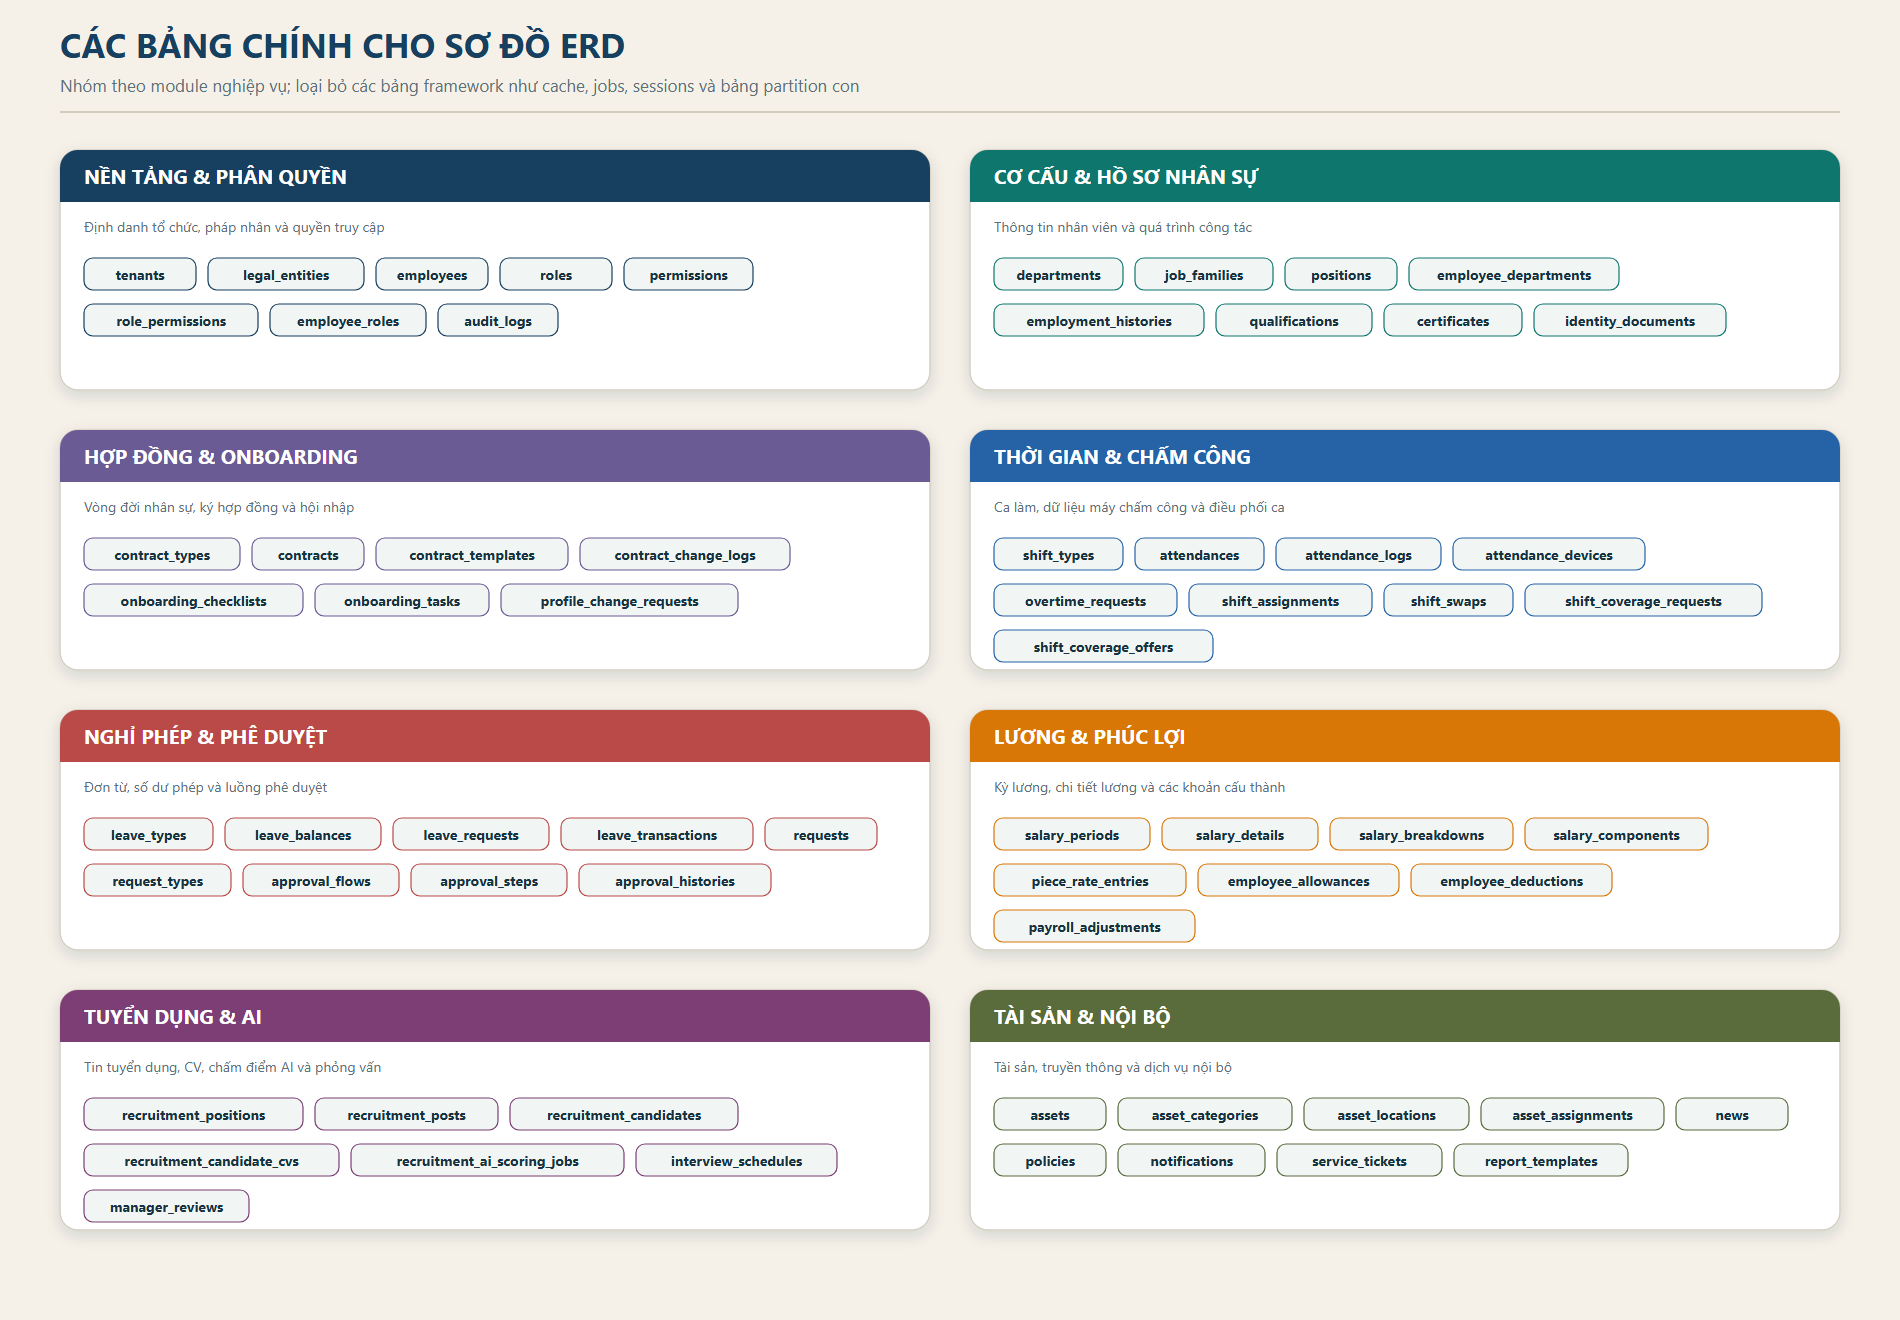 CÁC BẢNG CHÍNH CHO SƠ ĐỒ ERD
Nhóm theo module nghiệp vụ; loại bỏ các bảng framework như cache, jobs, sessions và bảng partition con
NỀN TẢNG & PHÂN QUYỀN
Định danh tổ chức, pháp nhân và quyền truy cập
tenants legal_entities employees roles permissions
role_permissions employee_roles audit_logs
CƠ CẤU & HỒ SƠ NHÂN SỰ
Thông tin nhân viên và quá trình công tác
departments job_families positions employee_departments
employment_histories qualifications certificates identity_documents
HỢP ĐỒNG & ONBOARDING
Vòng đời nhân sự, ký hợp đồng và hội nhập
contract_types contracts contract_templates contract_change_logs
onboarding_checklists onboarding_tasks profile_change_requests
THỜI GIAN & CHẤM CÔNG
Ca làm, dữ liệu máy chấm công và điều phối ca
shift_types attendances attendance_logs attendance_devices
overtime_requests shift_assignments shift_swaps shift_coverage_requests
shift_coverage_offers
NGHỈ PHÉP & PHÊ DUYỆT
Đơn từ, số dư phép và luồng phê duyệt
leave_types leave_balances leave_requests leave_transactions requests
request_types approval_flows approval_steps approval_histories
LƯƠNG & PHÚC LỢI
Kỳ lương, chi tiết lương và các khoản cấu thành
salary_periods salary_details salary_breakdowns salary_components
piece_rate_entries employee_allowances employee_deductions
payroll_adjustments
TUYỂN DỤNG & AI
Tin tuyển dụng, CV, chấm điểm AI và phỏng vấn
recruitment_positions recruitment_posts recruitment_candidates
recruitment_candidate_cvs recruitment_ai_scoring_jobs interview_schedules
manager_reviews
TÀI SẢN & NỘI BỘ
Tài sản, truyền thông và dịch vụ nội bộ
assets asset_categories asset_locations asset_assignments news
policies notifications service_tickets report_templates